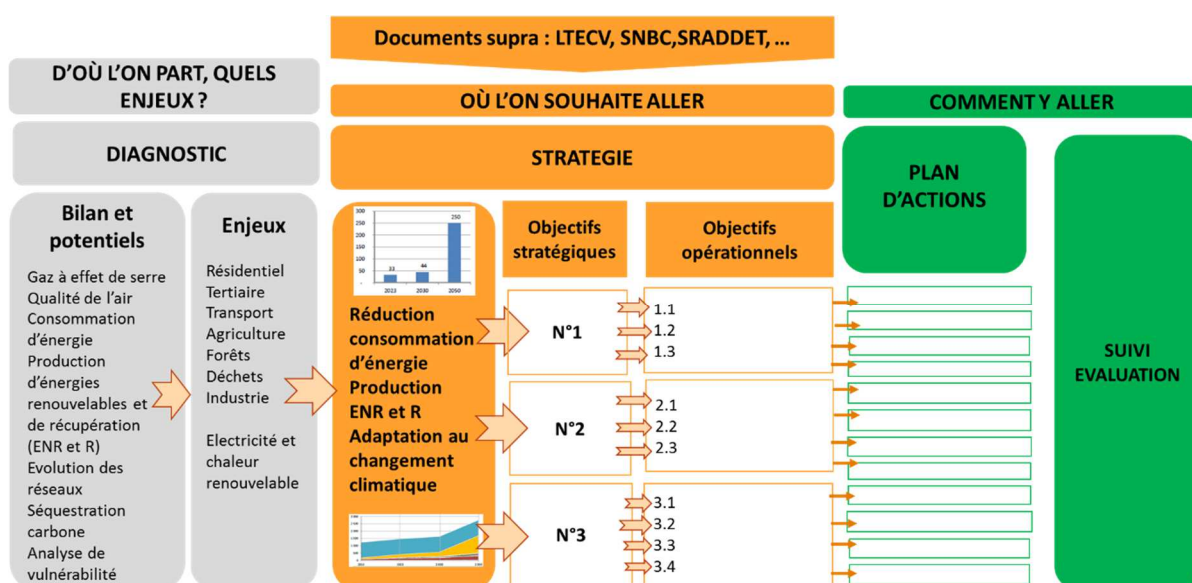 Documents supra : LTECV, SNBC,SRADDET, ...
D'OÙ L'ON PART, QUELS
ENJEUX ?
OÙ L'ON SOUHAITE ALLER
COMMENT Y ALLER
DIAGNOSTIC
STRATEGIE
PLAN
D'ACTIONS
SUIVI
EVALUATION
Bilan et
potentiels
Gaz à effet de serre
Qualité de l'air
Consommation
d'énergie
Production
d'énergies
renouvelables et
de récupération
(ENR et R)
Evolution des
réseaux
Séquestration
carbone
Analyse de
vulnérabilité
Enjeux
Résidentiel
Tertiaire
Transport
Agriculture
Forêts
Déchets
Industrie
Electricité et
chaleur
renouvelable
300
250
200
150
100
50
-
250
2030
2050
Réduction
consommation
d'énergie
Production
ENR et R
Adaptation au
changement
climatique
Objectifs
stratégiques
N°1
N°2
N°3
Objectifs
opérationnels
1.1
1.2
1.3
2.1
2.2
2.3
3.1
3.2
3.3
3.4